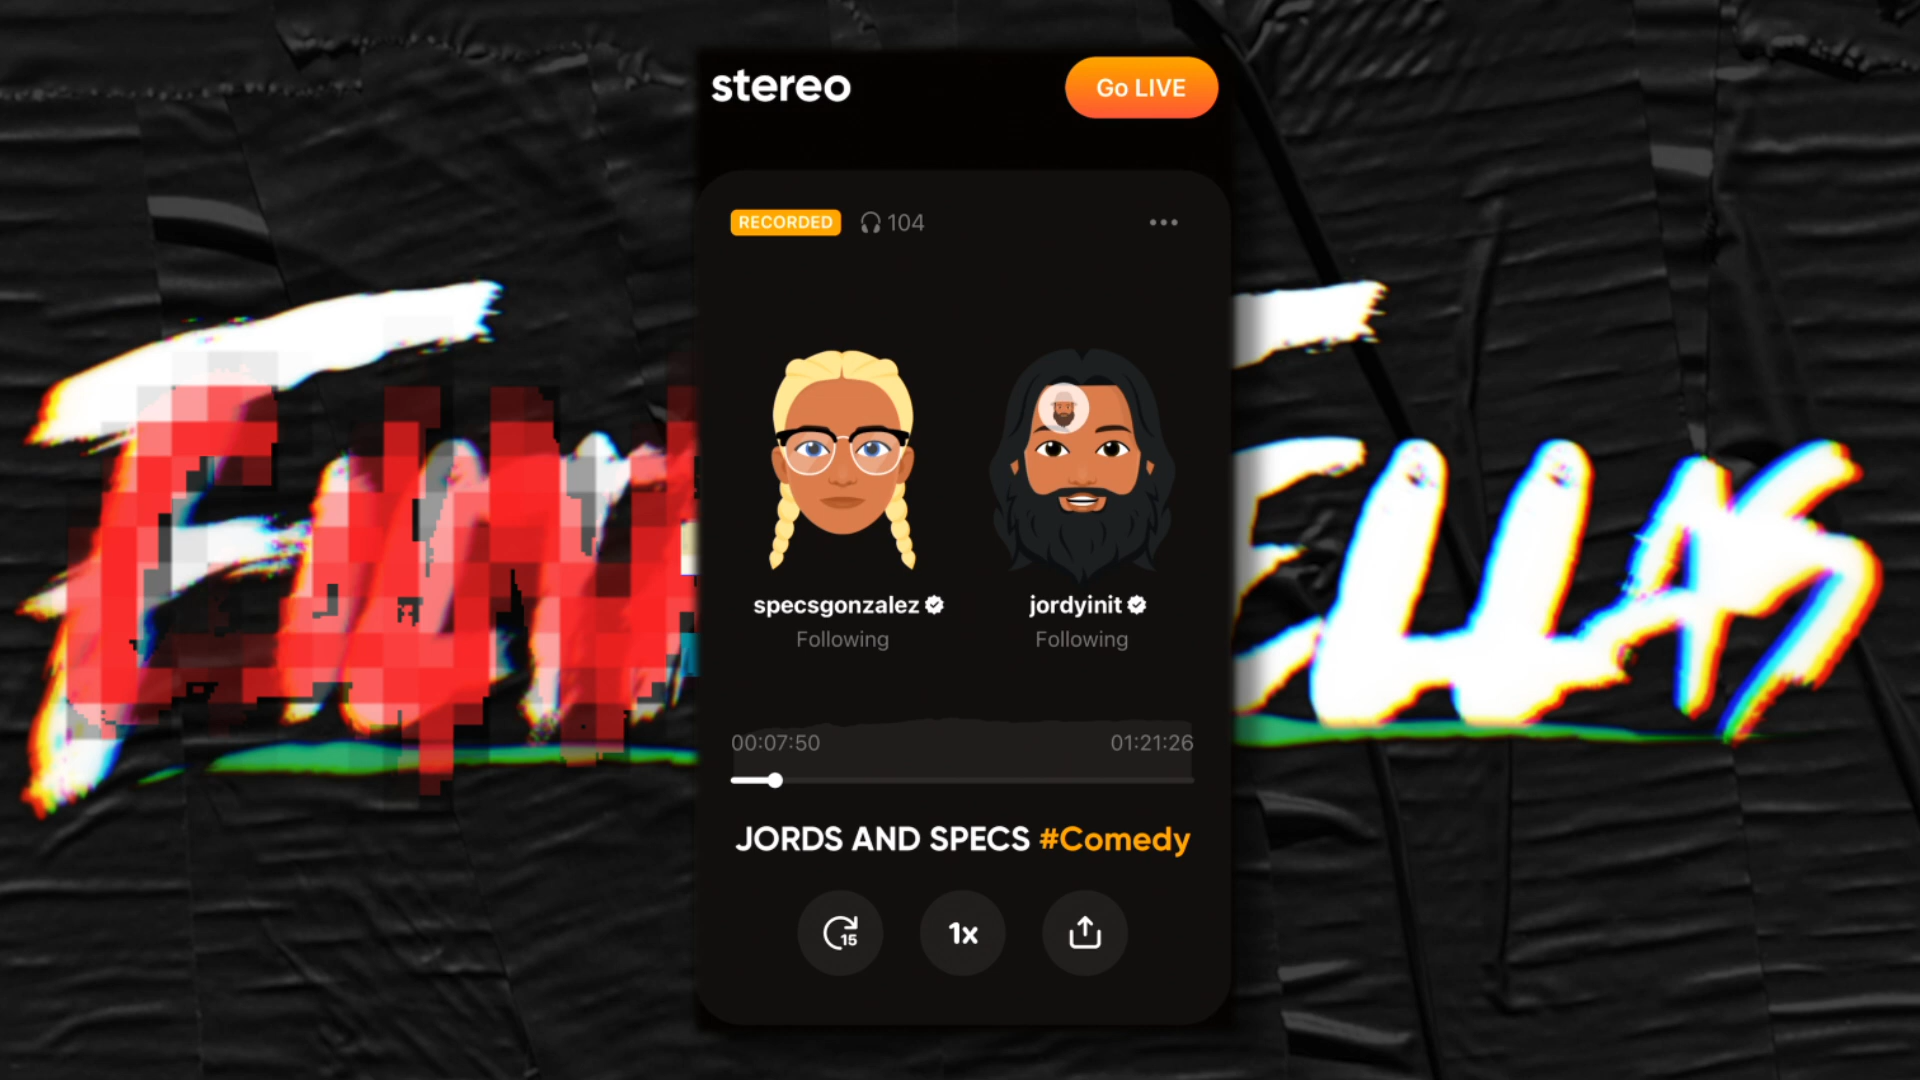 stereo
Go LIVE
RECORDED
104
specsgonzalez
jordyinit
Following
Following
00:07:50
01:21:26
JORDS AND SPECS #Comedy
15
1x